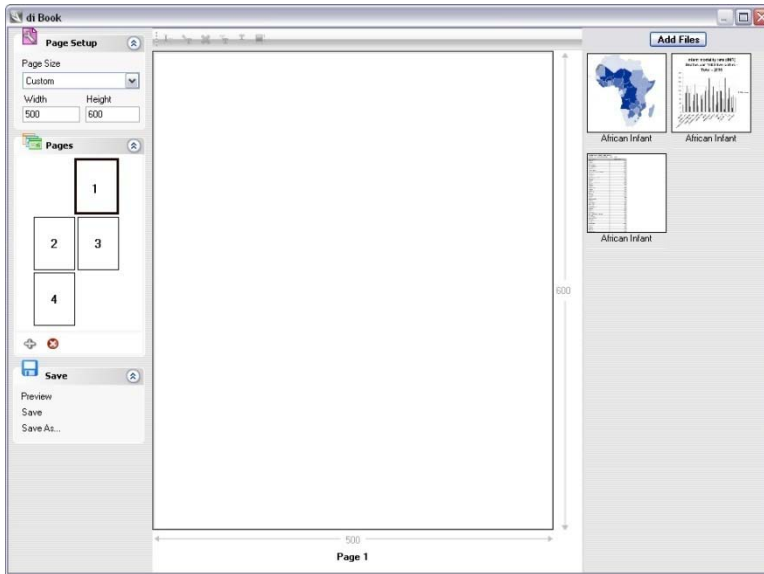 di Book
Page Setup
Page Size
Custom
Width Height
500 600
Pages
1
2 3
4
Save
Preview
Save
Save As...
600
500
Page 1
Add Files
African Infant African Infant
African Infant